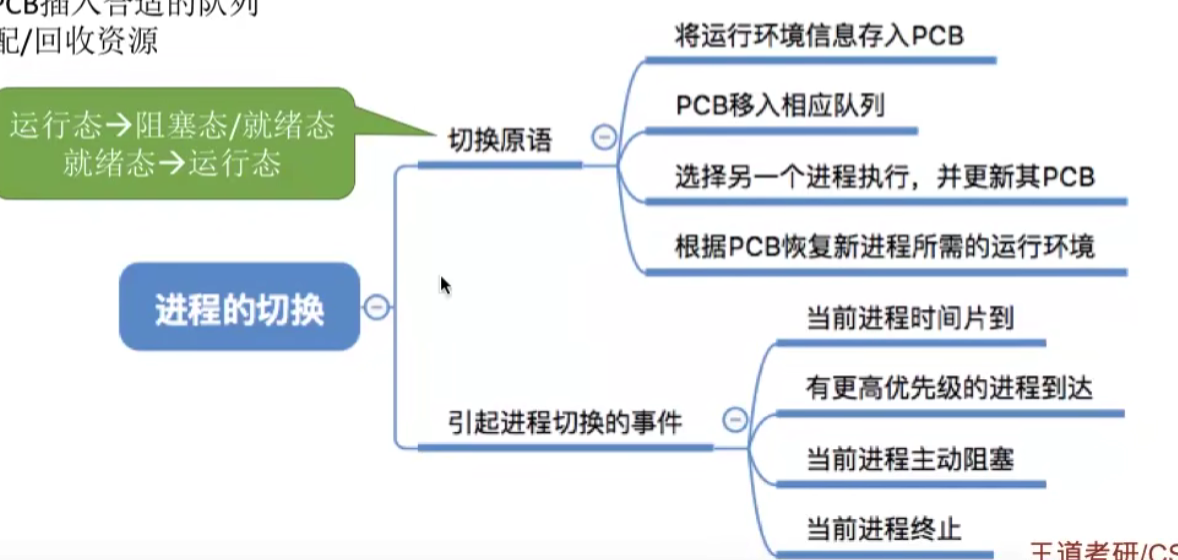 PCB插入合适的队列
配/回收资源
运行态→阻塞态/就绪态
就绪态→运行态
进程的切换
切换原语
将运行环境信息存入PCB
PCB移入相应队列
选择另一个进程执行，并更新其PCB
根据PCB恢复新进程所需的运行环境
引起进程切换的事件
当前进程时间片到
有更高优先级的进程到达
当前进程主动阻塞
当前进程终止
王道考研/CS